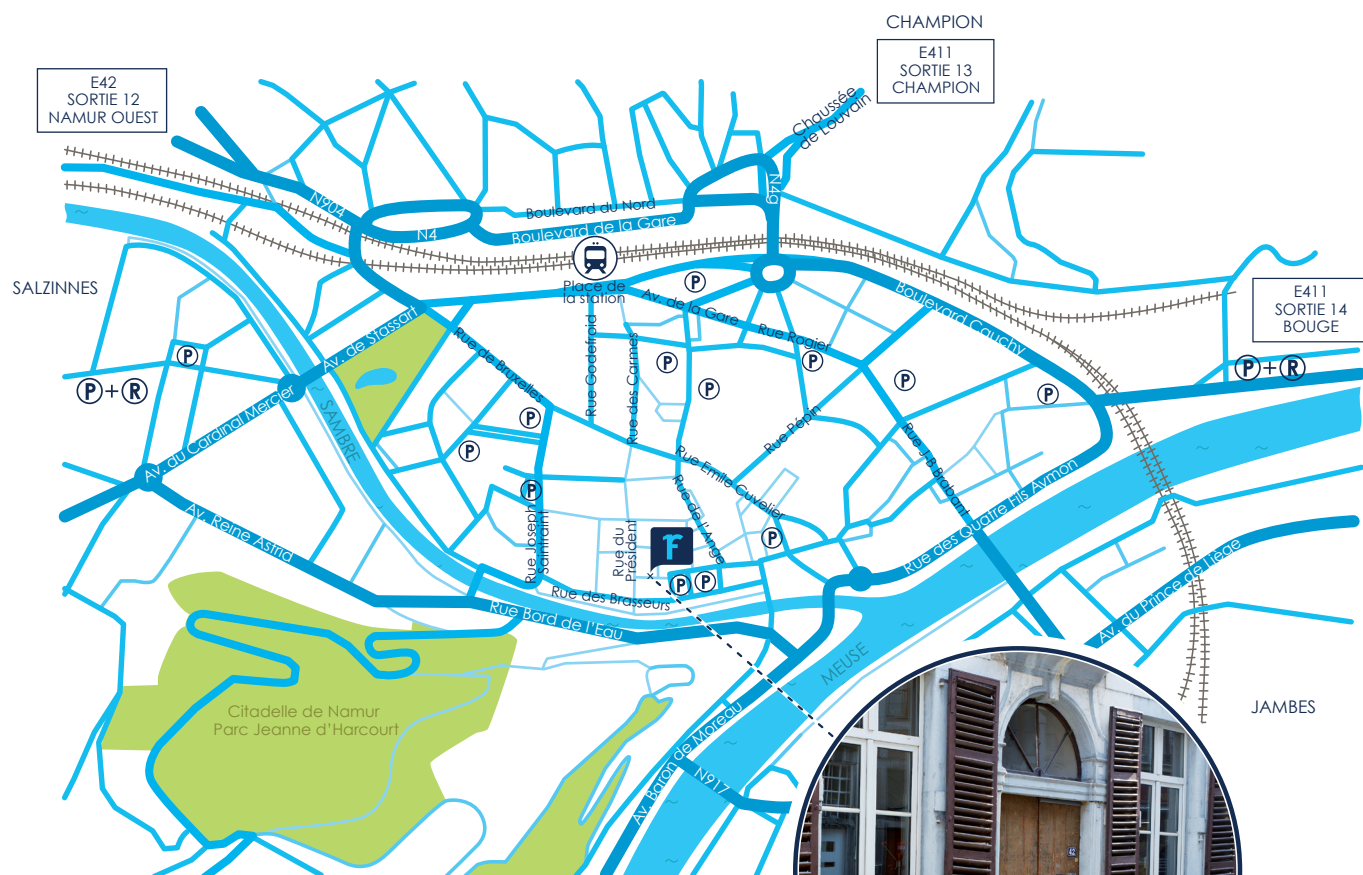 CHAMPION
E411
SORTIE 13
CHAMPION
E42
SORTIE 12
NAMUR OUEST
Chaussée
de Louvain
N904
N4
N49
Boulevard du Nord
Boulevard de la Gare
SALZINNES
Place de
la station
E411
SORTIE 14
BOUGE
P
Av. de la Gare
Boulevard Cauchy
Av. de Stassart
Rue de Bruxelles
Rue Godefroid
Rue des Carmes
Rue Rogier
P
P
P
P
P
P
P+R
P+R
Av. du Cardinal Mercier
SAMBRE
P
P
Rue Pépin
Rue J-B Brabant
Rue Emile Cuvelier
Rue de l'Ange
P
Rue Joseph
Saintraint
Rue du
Président
F
P
P
P
Rue des Quatre Fils Aymon
Av. Reine Astrid
Rue des Brasseurs
Rue Bord de l'Eau
Av. du Prince de Liège
MEUSE
JAMBES
Citadelle de Namur
Parc Jeanne d'Harcourt
Av. Baron de Moreau
N917
42